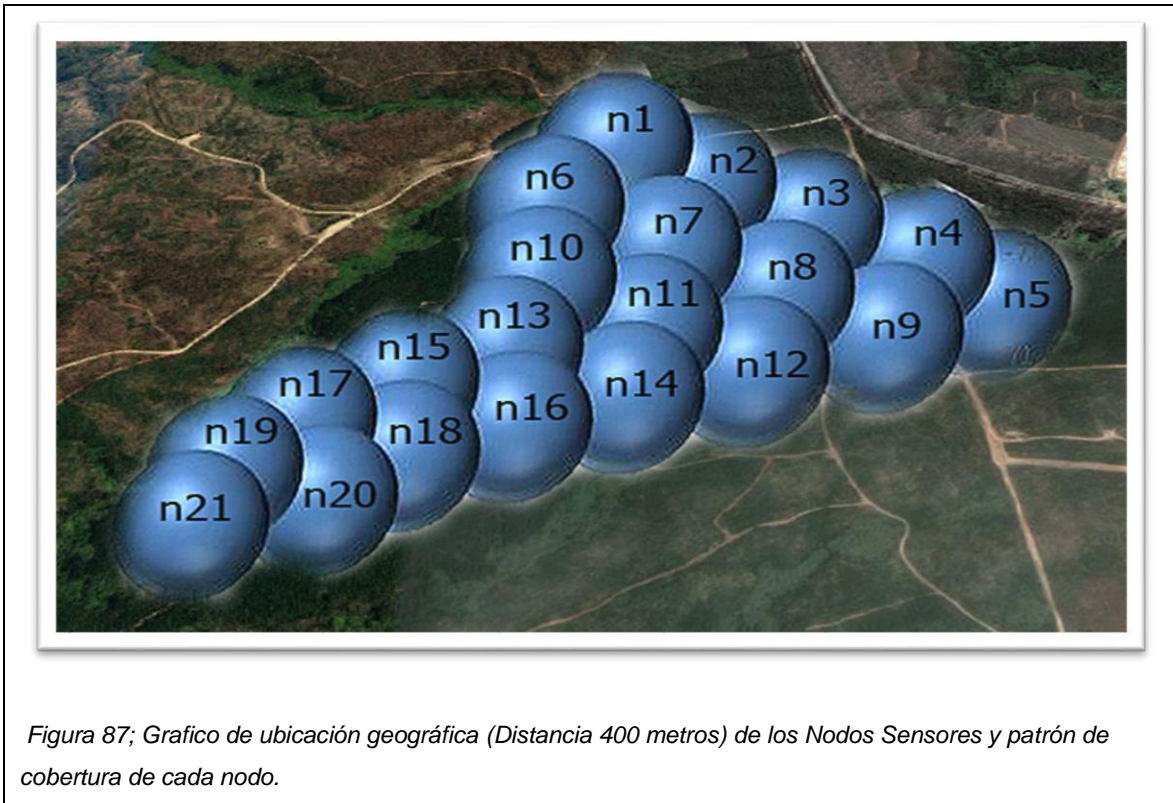 n1
n2
n6
n3
n7
n4
n10
n8
n5
n11
n13
n9
n15
n12
n17
n14
n16
n19
n18
n20
n21
Figura 87; Grafico de ubicación geográfica (Distancia 400 metros) de los Nodos Sensores y patrón de
cobertura de cada nodo.